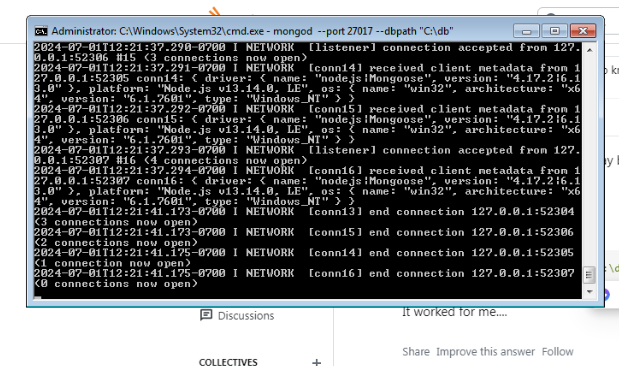 Administrator: C:\Windows\System32\cmd.exe - mongod --port 27017 --dbpath "C:\db"
2024-07-01T12:21:37.290-0700 I NETWORK  [listener] connection accepted from 127.
0.0.1:52305 #15 (3 connections now open)
2024-07-01T12:21:37.291-0700 I NETWORK  [conn14] received client metadata from 1
27.0.0.1:52305 conn14: { driver: { name: "nodejs|Mongoose", version: "4.17.2|6.1
3.0" }, platform: "Node.js v13.14.0, LE", os: { name: "win32", architecture: "x6
4", version: "6.1.7601", type: "Windows_NT" } }
2024-07-01T12:21:37.292-0700 I NETWORK  [conn15] received client metadata from 1
27.0.0.1:52306 conn15: { driver: { name: "nodejs|Mongoose", version: "4.17.2|6.1
3.0" }, platform: "Node.js v13.14.0, LE", os: { name: "win32", architecture: "x6
4", version: "6.1.7601", type: "Windows_NT" } }
2024-07-01T12:21:37.293-0700 I NETWORK  [listener] connection accepted from 127.
0.0.1:52307 #16 (4 connections now open)
2024-07-01T12:21:37.294-0700 I NETWORK  [conn16] received client metadata from 1
27.0.0.1:52307 conn16: { driver: { name: "nodejs|Mongoose", version: "4.17.2|6.1
3.0" }, platform: "Node.js v13.14.0, LE", os: { name: "win32", architecture: "x6
4", version: "6.1.7601", type: "Windows_NT" } }
2024-07-01T12:21:41.173-0700 I NETWORK  [conn13] end connection 127.0.0.1:52304
(3 connections now open)
2024-07-01T12:21:41.173-0700 I NETWORK  [conn15] end connection 127.0.0.1:52306
(2 connections now open)
2024-07-01T12:21:41.175-0700 I NETWORK  [conn14] end connection 127.0.0.1:52305
(1 connection now open)
2024-07-01T12:21:41.175-0700 I NETWORK  [conn16] end connection 127.0.0.1:52307
(0 connections now open)
Discussions
It worked for me....
Share Improve this answer Follow
COLLECTIVES +